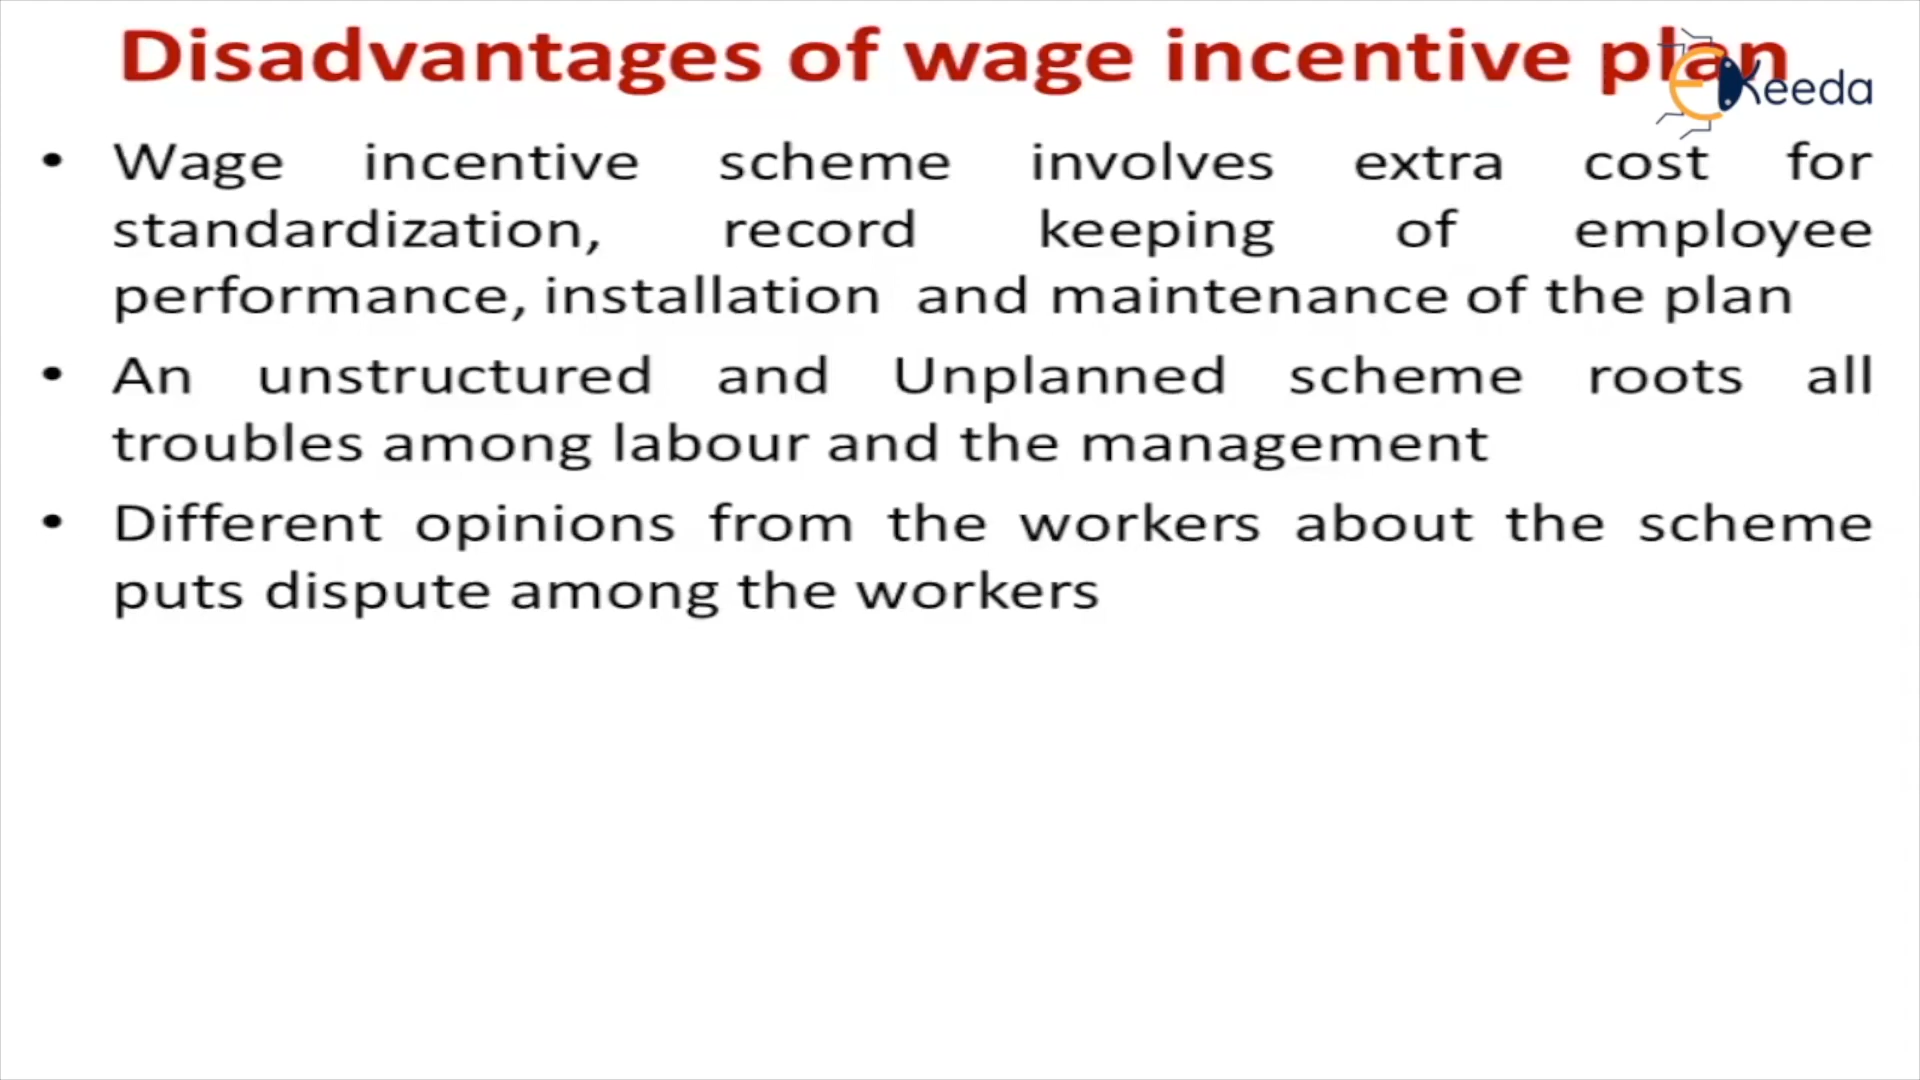 Disadvantages of wage incentive plan
EKeeda
• Wage incentive scheme involves extra cost for
standardization, record keeping of employee
performance, installation and maintenance of the plan
• An unstructured and Unplanned scheme roots all
troubles among labour and the management
• Different opinions from the workers about the scheme
puts dispute among the workers